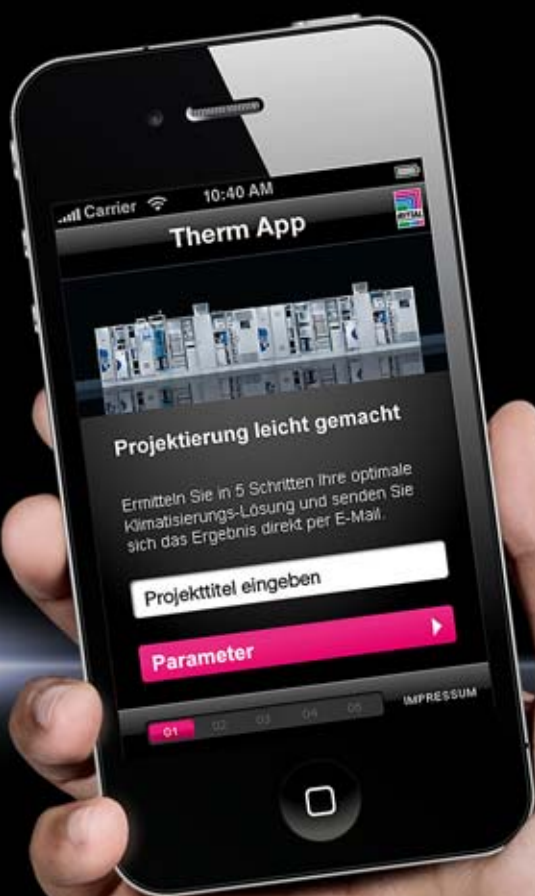 Carrier 10:40 AM
Therm App
RITTAL
Projektierung leicht gemacht
Ermitteln Sie in 5 Schritten Ihre optimale
Klimatisierungs-Lösung und senden Sie
sich das Ergebnis direkt per E-Mail.
Projekttitel eingeben
Parameter
01 02 03 04 05 IMPRESSUM